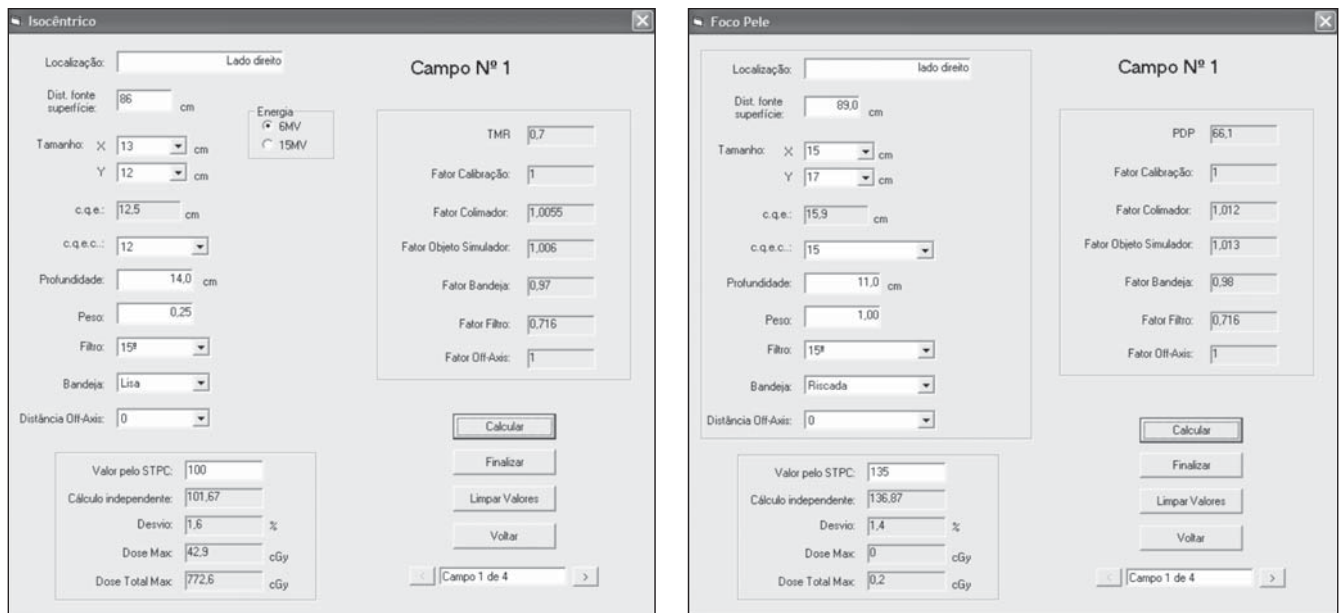 Isocêntrico
Localização: Lado direito
Dist. fonte
superfície: 86 cm
Energia
6MV
15MV
Tamanho: X 13 cm
Y 12 cm
c.q.e.: 12,5 cm
c.q.e.c..: 12
Profundidade: 14,0 cm
Peso: 0,25
Filtro: 15º
Bandeja: Lisa
Distância Off-Axis: 0
Campo Nº 1
TMR 0,7
Fator Calibração: 1
Fator Colimador: 1,0055
Fator Objeto Simulador: 1,006
Fator Bandeja: 0,97
Fator Filtro: 0,716
Fator Off-Axis: 1
Calcular
Finalizar
Limpar Valores
Voltar
< Campo 1 de 4 >
Valor pelo STPC: 100
Cálculo independente: 101,67
Desvio: 1,6 %
Dose Max: 42,9 cGy
Dose Total Max: 772,6 cGy
Foco Pele
Localização: lado direito
Dist. fonte
superfície: 89,0 cm
Tamanho: X 15 cm
Y 17 cm
c.q.e.: 15,9 cm
c.q.e.c..: 15
Profundidade: 11,0 cm
Peso: 1,00
Filtro: 15º
Bandeja: Riscada
Distância Off-Axis: 0
Campo Nº 1
PDP 66,1
Fator Calibração: 1
Fator Colimador: 1,012
Fator Objeto Simulador: 1,013
Fator Bandeja: 0,98
Fator Filtro: 0,716
Fator Off-Axis: 1
Calcular
Finalizar
Limpar Valores
Voltar
< Campo 1 de 4 >
Valor pelo STPC: 135
Cálculo independente: 136,87
Desvio: 1,4 %
Dose Max: 0 cGy
Dose Total Max: 0,2 cGy